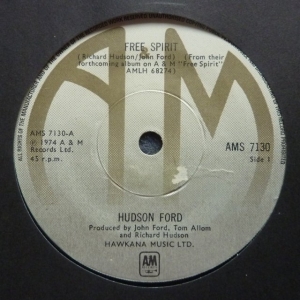 FREE SPIRIT
(Richard Hudson/John Ford) (From their
forthcoming album on A & M "Free Spirit"
AMLH 68274)
AMS 7130-A
℗ 1974 A & M
Records Ltd.
45 r.p.m.
AMS 7130
Side 1
HUDSON FORD
Produced by John Ford, Tom Allom
and Richard Hudson
HAWKANA MUSIC LTD.
AM